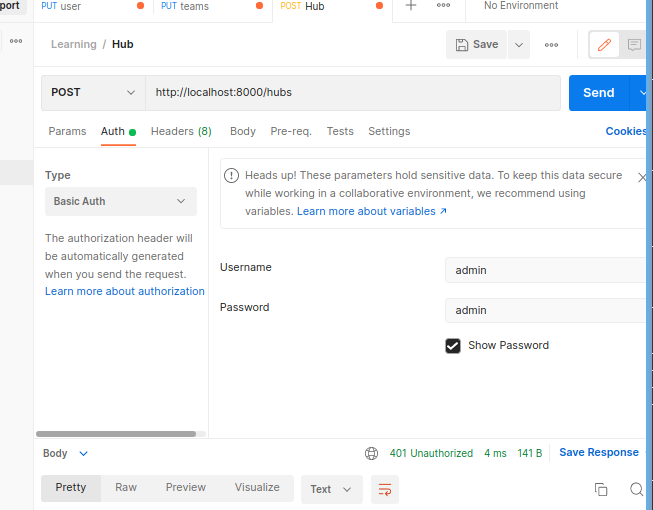 port PUT user PUT teams POST Hub + No Environment
Learning / Hub Save
POST http://localhost:8000/hubs Send
Params Auth Headers (8) Body Pre-req. Tests Settings Cookies
Type
Basic Auth
The authorization header will
be automatically generated
when you send the request.
Learn more about authorization
Heads up! These parameters hold sensitive data. To keep this data secure
while working in a collaborative environment, we recommend using
variables. Learn more about variables ↗
Username admin
Password admin
Show Password
Body 401 Unauthorized 4 ms 141 B Save Response
Pretty Raw Preview Visualize Text